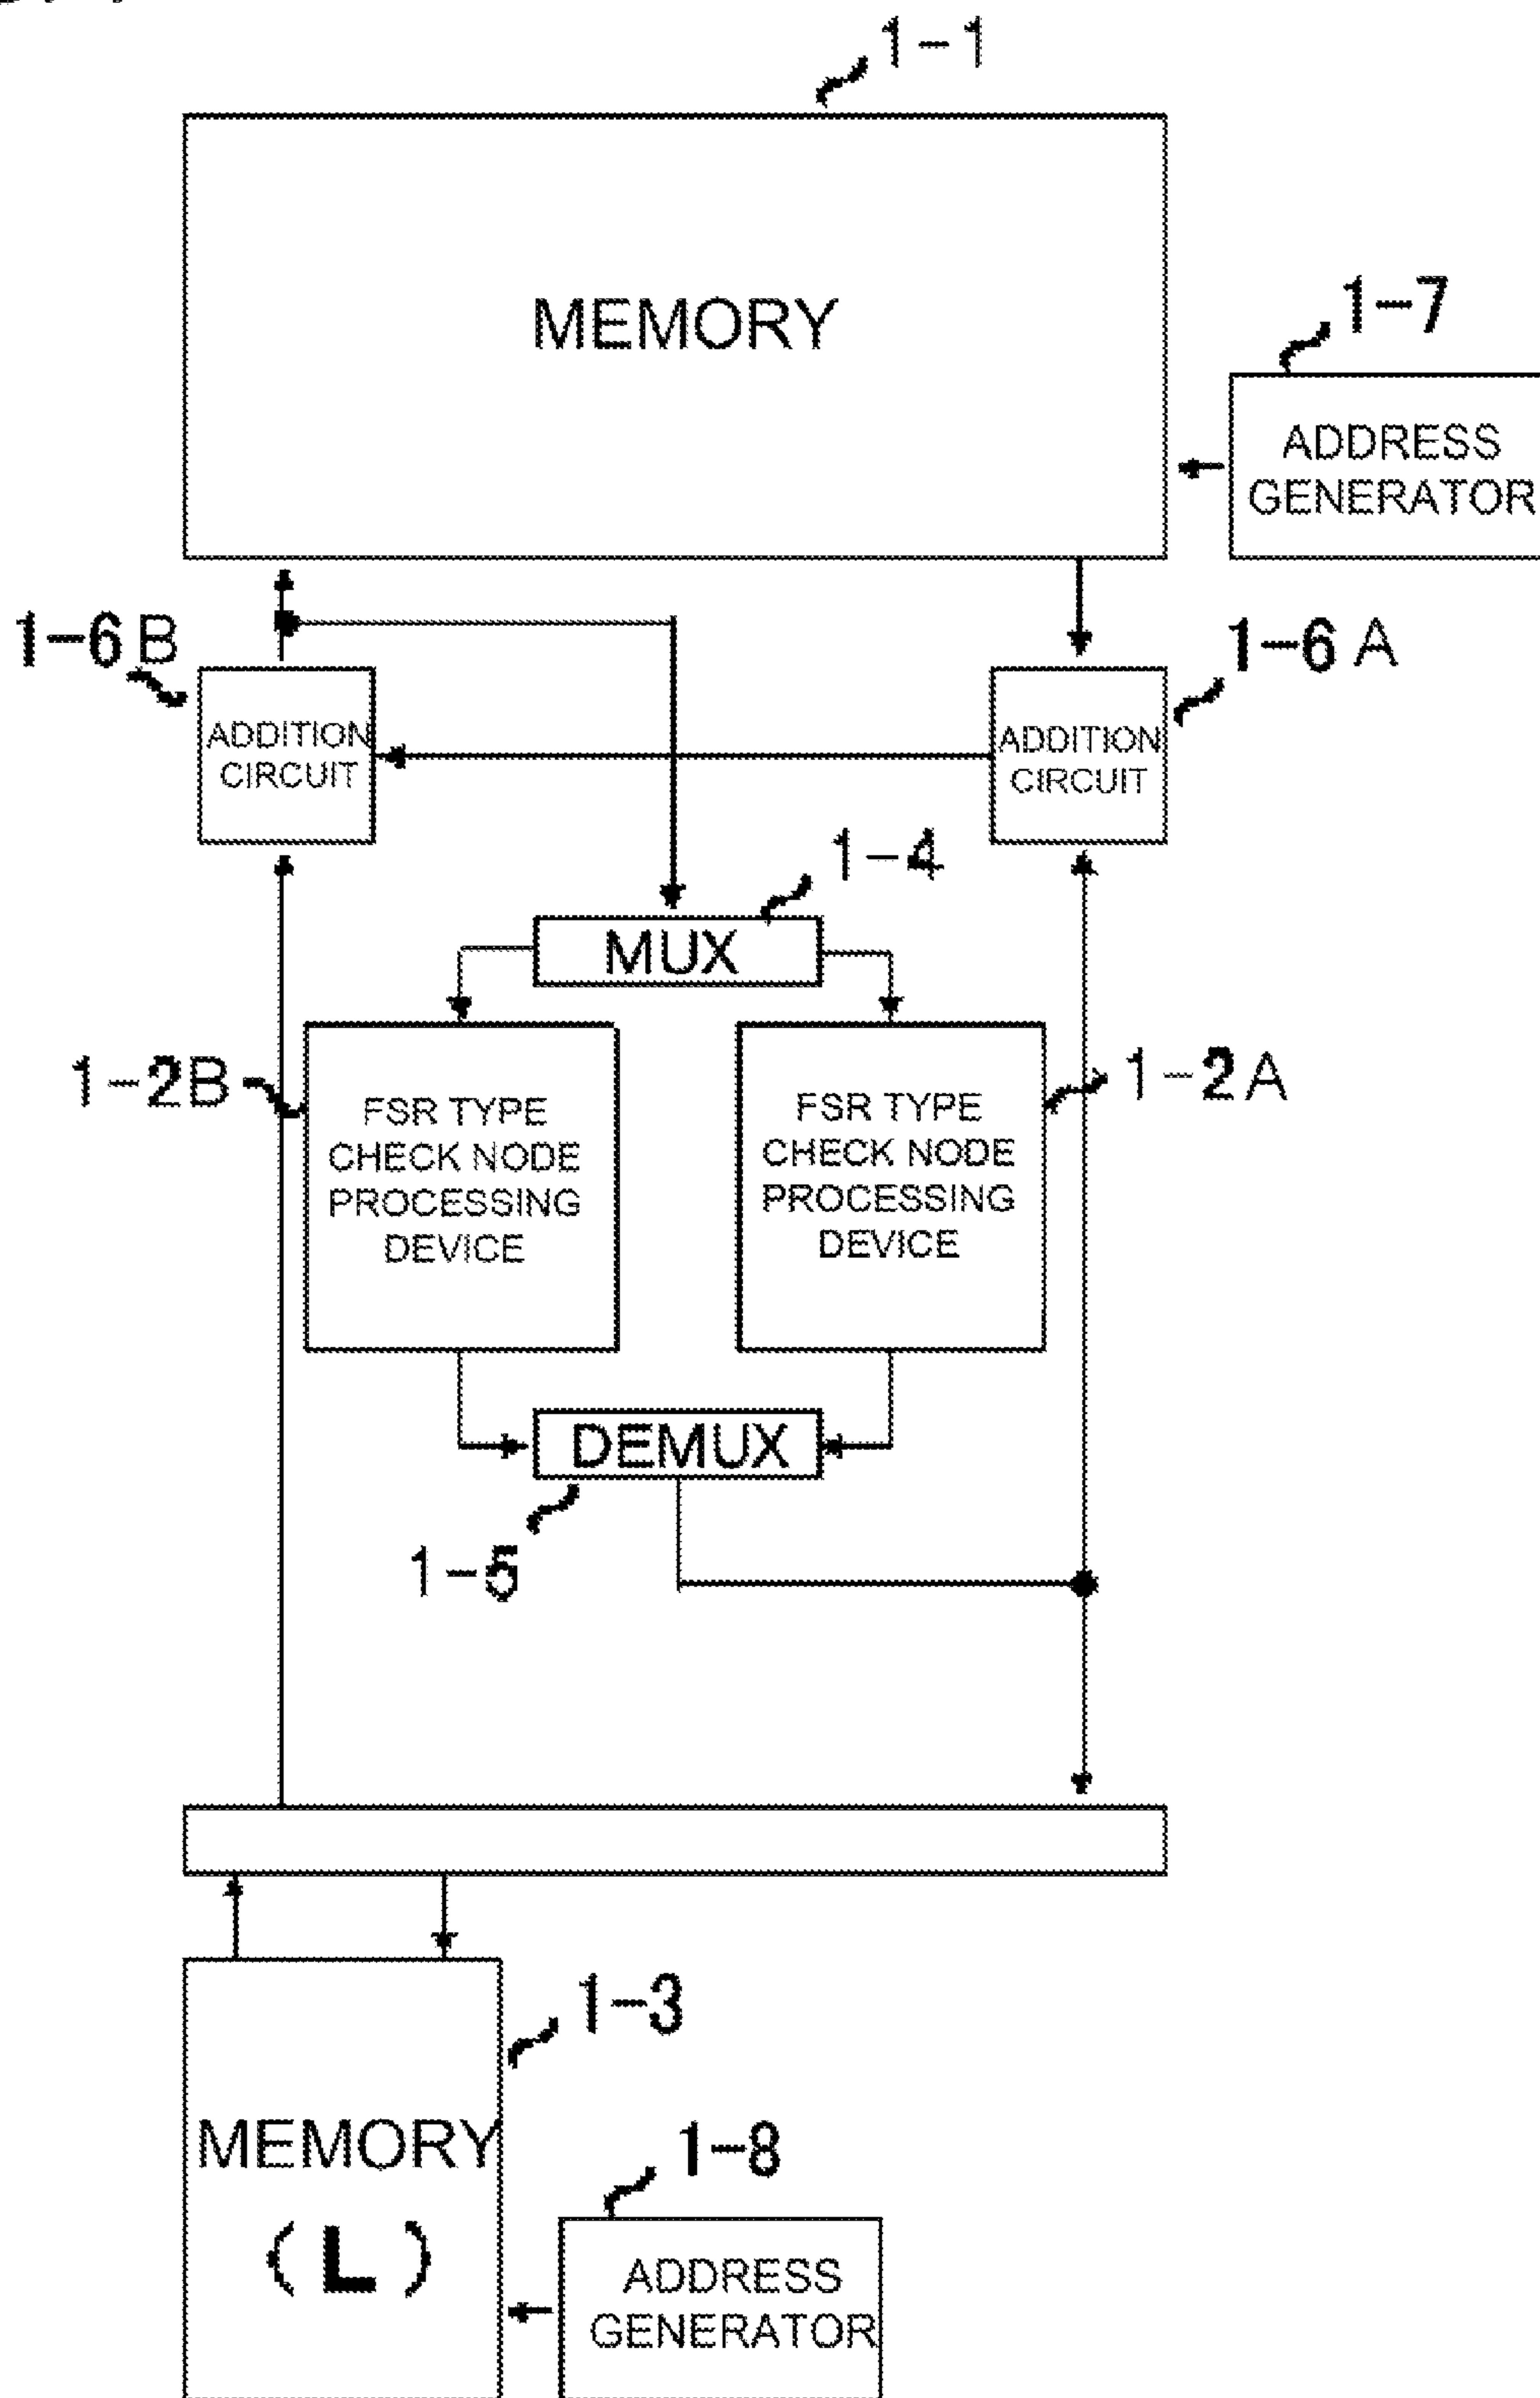 1-1
MEMORY
1-7
ADDRESS
GENERATOR
1-6B
1-6A
ADDITION
CIRCUIT
ADDITION
CIRCUIT
1-4
MUX
1-2B
FSR TYPE
CHECK NODE
PROCESSING
DEVICE
FSR TYPE
CHECK NODE
PROCESSING
DEVICE
1-2A
DEMUX
1-5
1-3
MEMORY
(L)
1-8
ADDRESS
GENERATOR